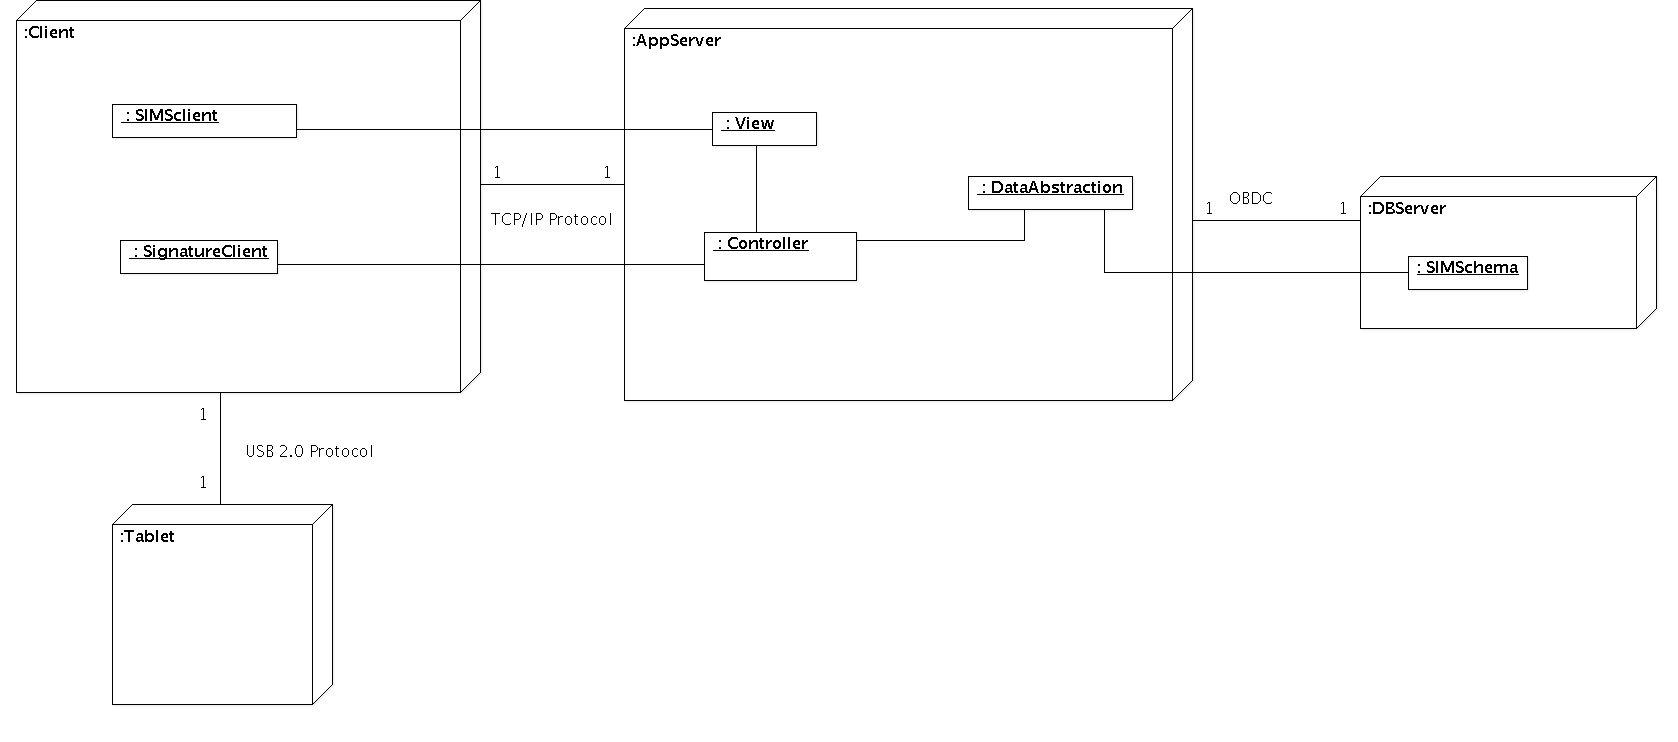 :Client
: SIMSclient
: SignatureClient
1
1
TCP/IP Protocol
:AppServer
: View
: Controller
: DataAbstraction
1
OBDC
1
:DBServer
: SIMSchema
1
USB 2.0 Protocol
1
:Tablet